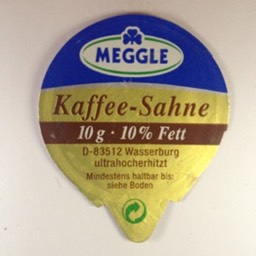 MEGGLE
Kaffee-Sahne
10 g · 10% Fett
D-83512 Wasserburg
ultrahocherhitzt
Mindestens haltbar bis:
siehe Boden